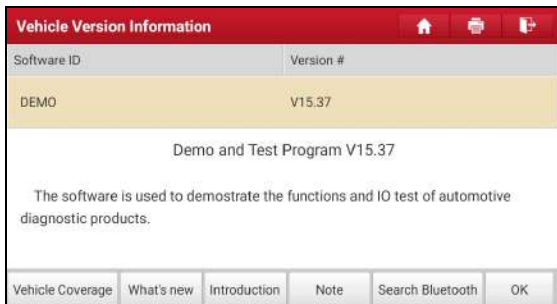 Vehicle Version Information
Software ID Version #
DEMO V15.37
Demo and Test Program V15.37
The software is used to demostrate the functions and IO test of automotive
diagnostic products.
Vehicle Coverage What's new Introduction Note Search Bluetooth OK